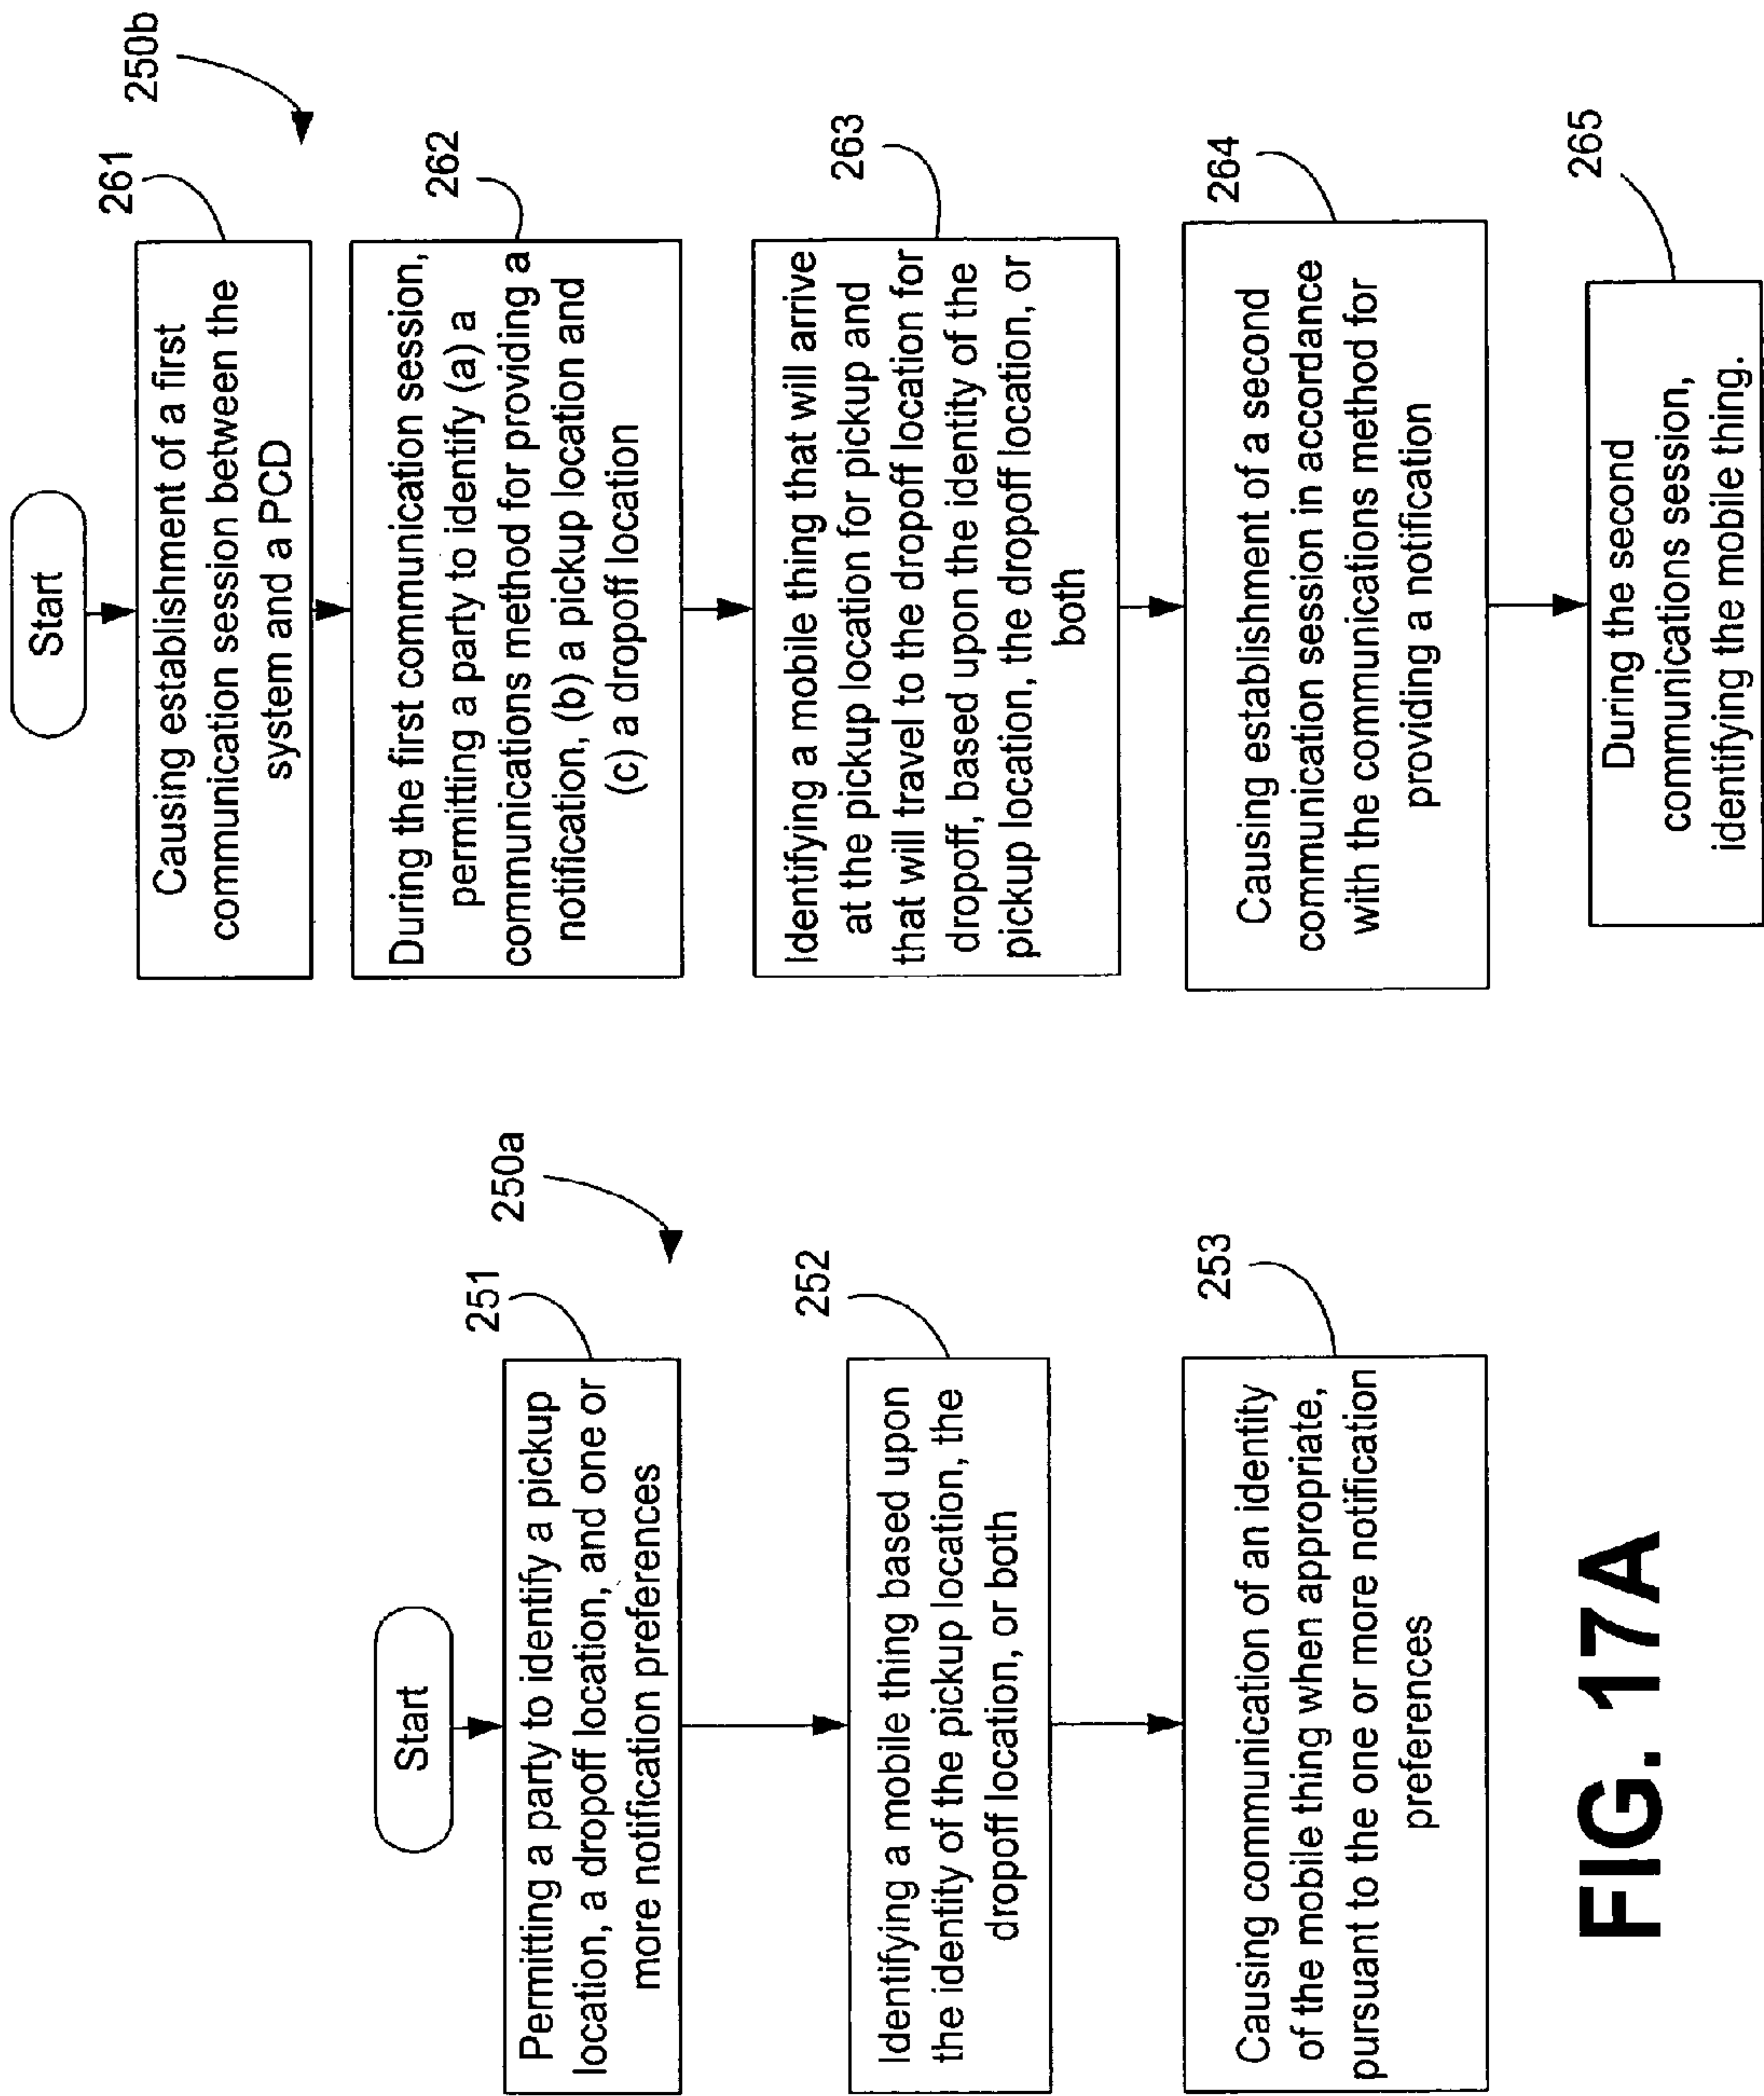 Start
251
250a
Permitting a party to identify a pickup
location, a dropoff location, and one or
more notification preferences
252
Identifying a mobile thing based upon
the identity of the pickup location, the
dropoff location, or both
253
Causing communication of an identity
of the mobile thing when appropriate,
pursuant to the one or more notification
preferences
FIG. 17A
Start
261
250b
Causing establishment of a first
communication session between the
system and a PCD
262
During the first communication session,
permitting a party to identify (a) a
communications method for providing a
notification, (b) a pickup location and
(c) a dropoff location
263
Identifying a mobile thing that will arrive
at the pickup location for pickup and
that will travel to the dropoff location for
dropoff, based upon the identity of the
pickup location, the dropoff location, or
both
264
Causing establishment of a second
communication session in accordance
with the communications method for
providing a notification
265
During the second
communications session,
identifying the mobile thing.